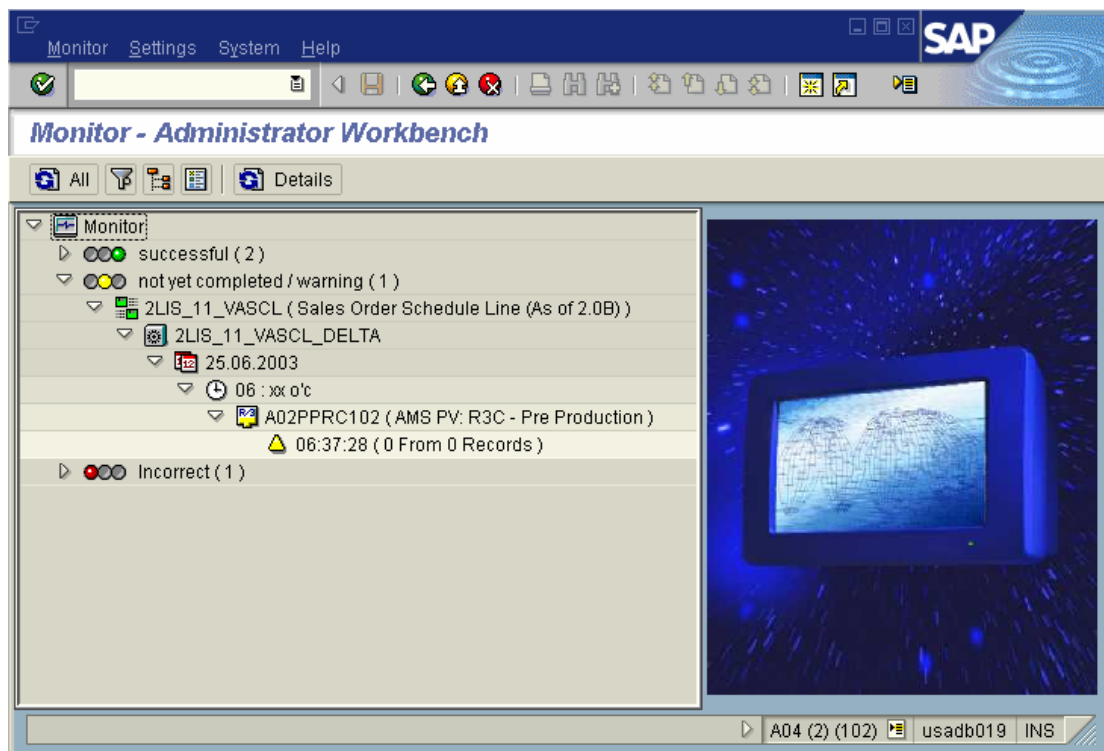 Monitor Settings System Help
SAP
Monitor - Administrator Workbench
All Details
Monitor
successful ( 2 )
not yet completed / warning ( 1 )
2LIS_11_VASCL ( Sales Order Schedule Line (As of 2.0B) )
2LIS_11_VASCL_DELTA
25.06.2003
06 : xx o'c
A02PPRC102 ( AMS PV: R3C - Pre Production )
06:37:28 ( 0 From 0 Records )
Incorrect ( 1 )
A04 (2) (102) usadb019 INS